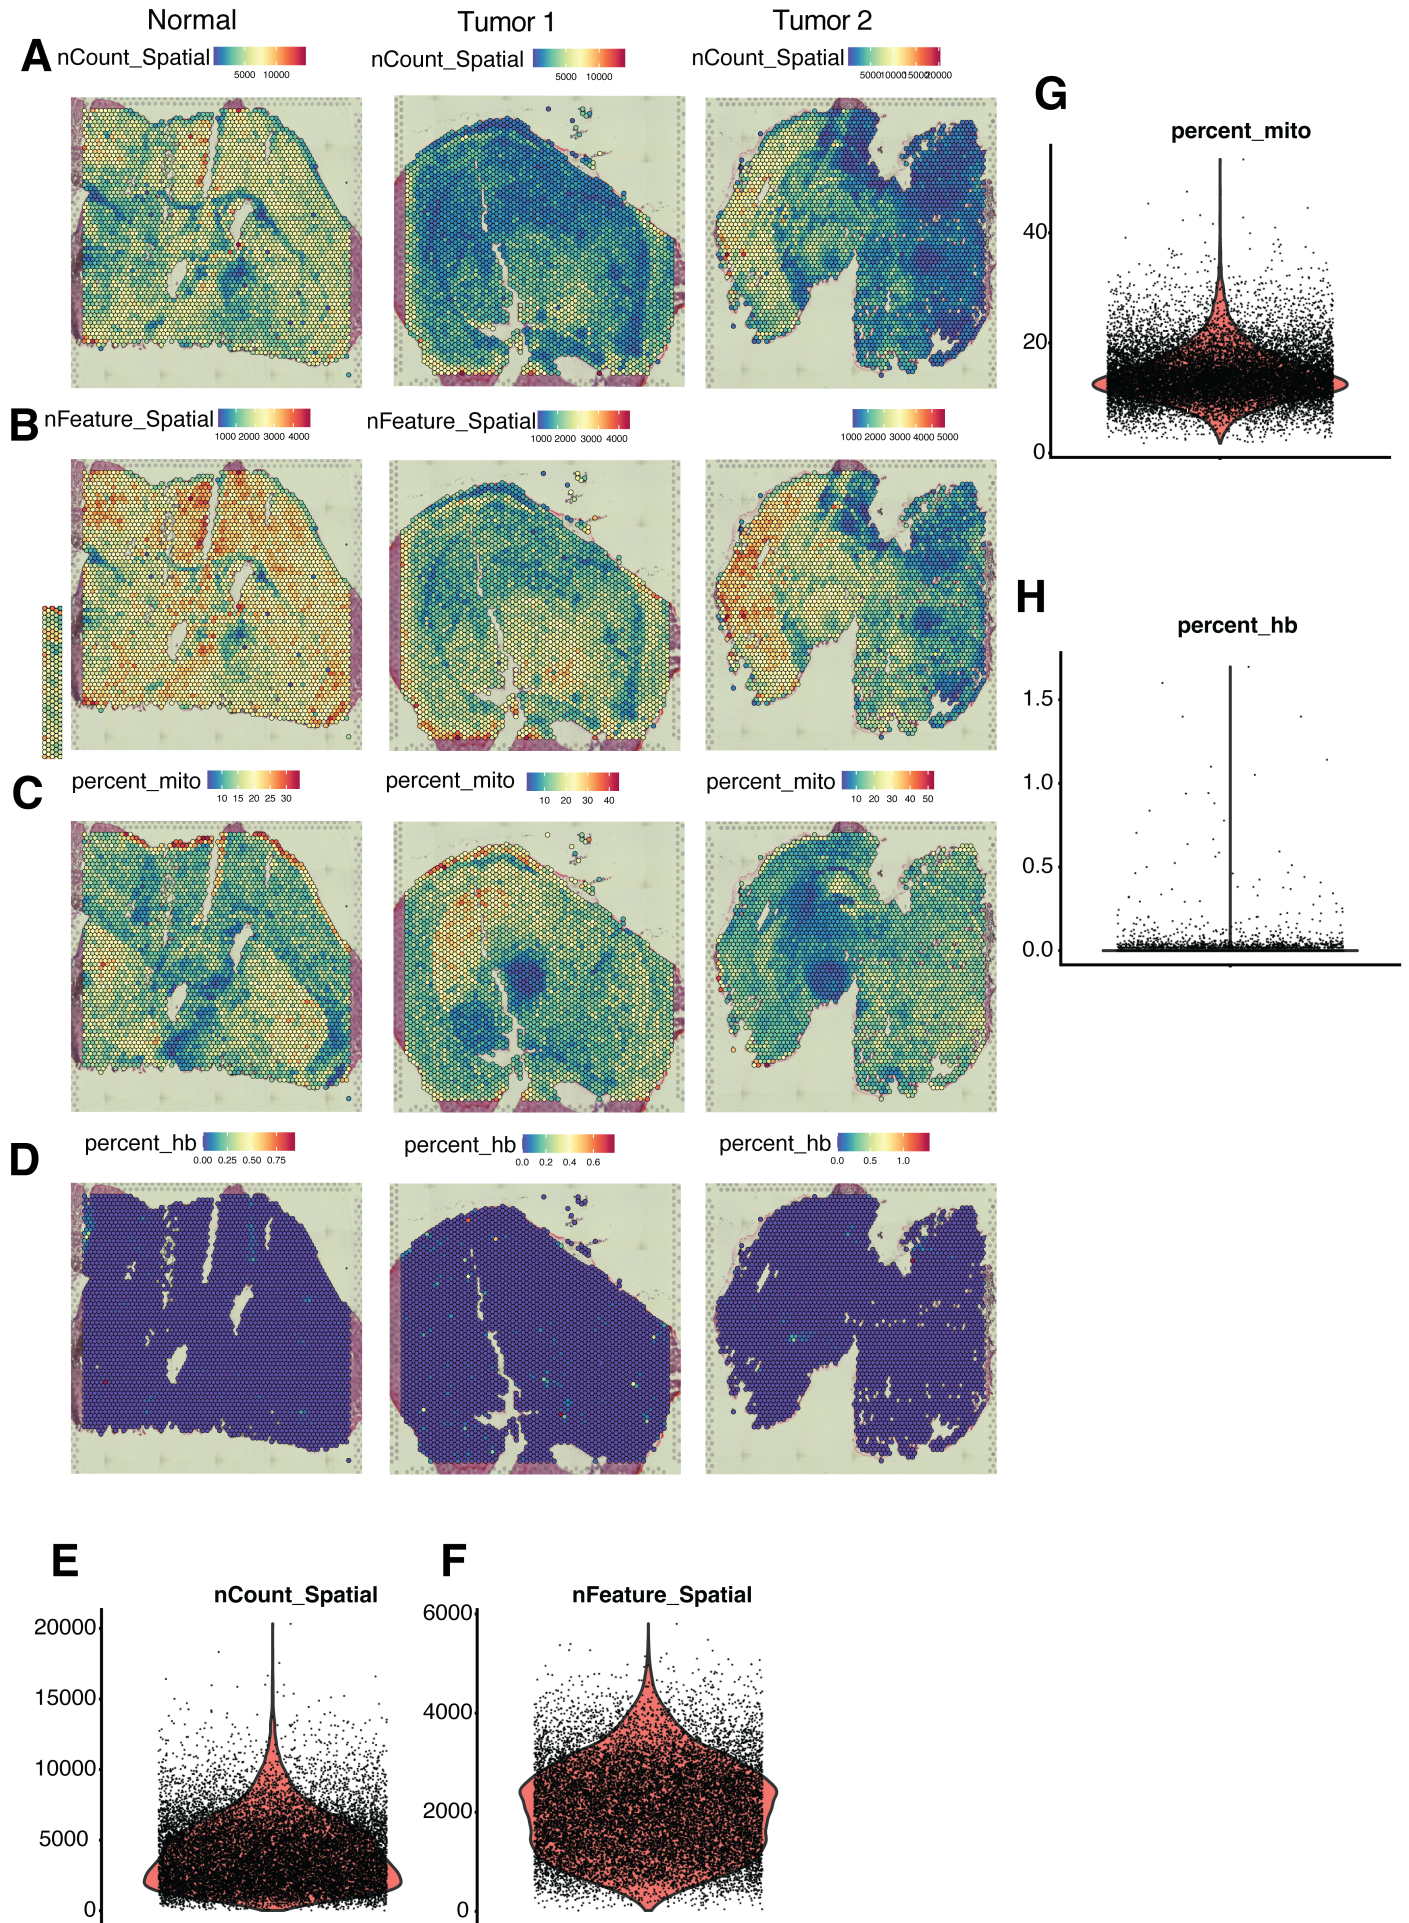 Normal
Tumor 1
Tumor 2
A
nCount_Spatial
5000 10000
nCount_Spatial
5000 10000
nCount_Spatial
5000 10000 15000 20000
B
nFeature_Spatial
1000 2000 3000 4000
nFeature_Spatial
1000 2000 3000 4000
1000 2000 3000 4000 5000
C
percent_mito
10 15 20 25 30
percent_mito
10 20 30 40
percent_mito
10 20 30 40 50
D
percent_hb
0.00 0.25 0.50 0.75
percent_hb
0.0 0.2 0.4 0.6
percent_hb
0.0 0.5 1.0
E
nCount_Spatial
20000
15000
10000
5000
0
F
nFeature_Spatial
6000
4000
2000
0
G
percent_mito
40
20
0
H
percent_hb
1.5
1.0
0.5
0.0